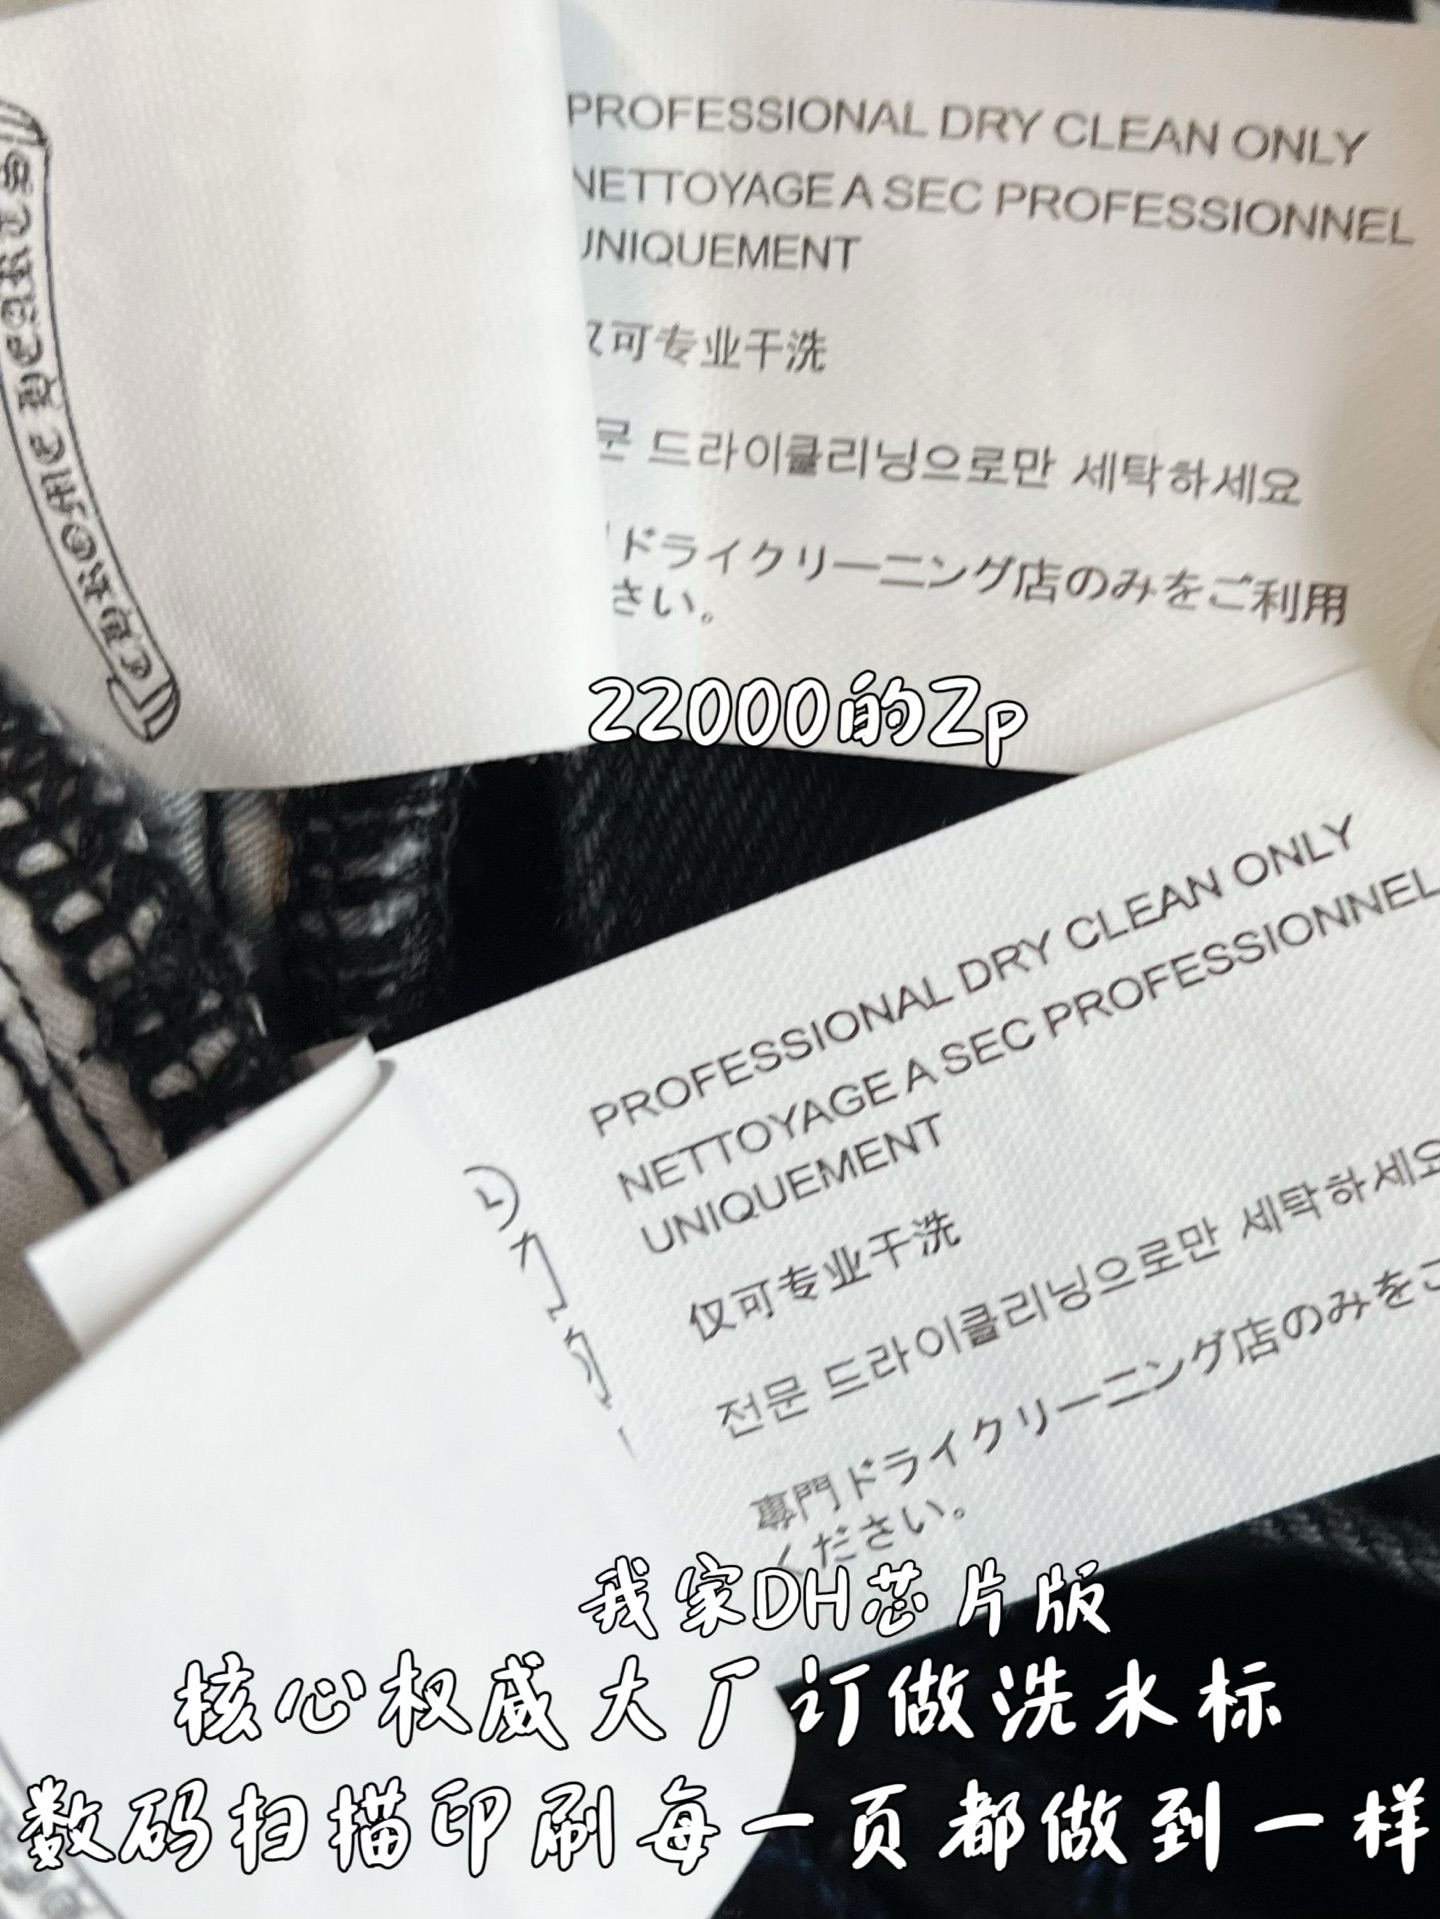 CHROME HEARTS
PROFESSIONAL DRY CLEAN ONLY
NETTOYAGE A SEC PROFESSIONNEL
UNIQUEMENT
仅可专业干洗
문 드라이클리닝으로만 세탁하세요
ドライクリーニング店のみをご利用
さい。
22000的Zp
PROFESSIONAL DRY CLEAN ONLY
NETTOYAGE A SEC PROFESSIONNEL
UNIQUEMENT
仅可专业干洗
전문 드라이클리닝으로만 세탁하세요
専門ドライクリーニング店のみをご
ください。
我家DH芯片版
核心权威大厂订做洗水标
数码扫描印刷每一页都做到一样